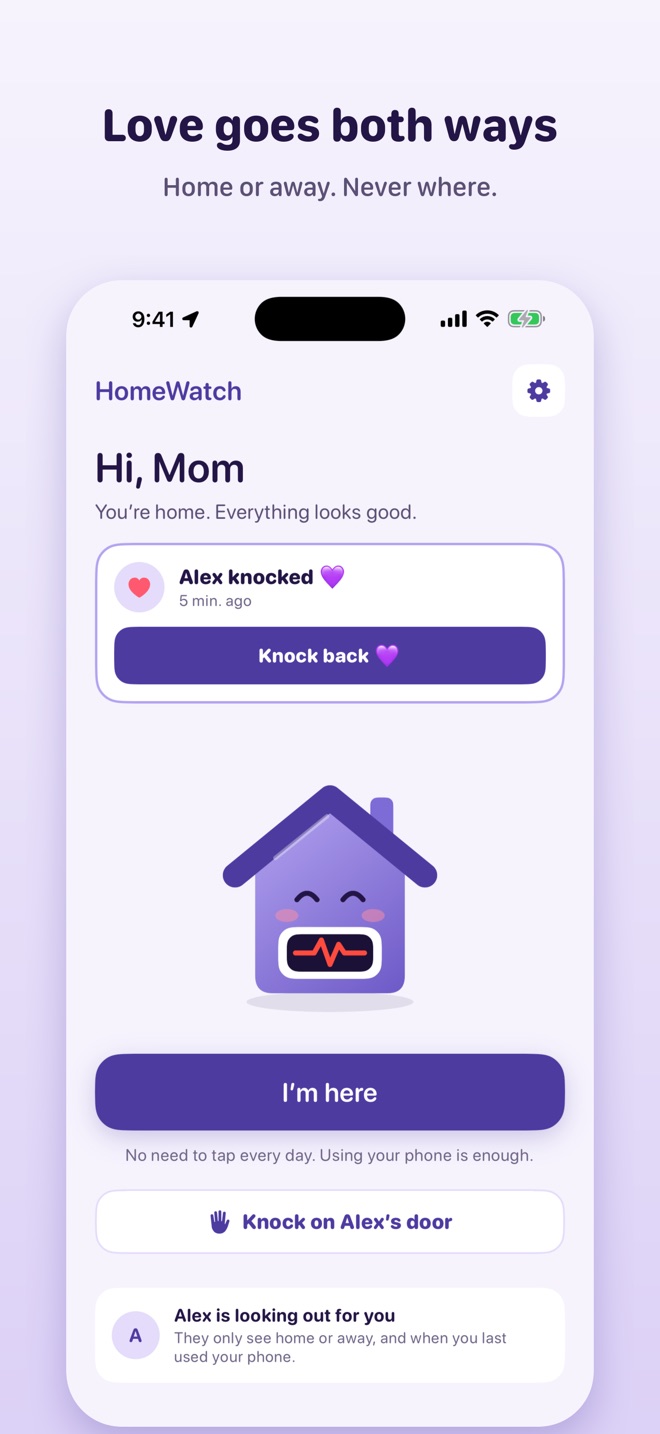 Love goes both ways
Home or away. Never where.
9:41
HomeWatch
Hi, Mom
You’re home. Everything looks good.
Alex knocked 💜
5 min. ago
Knock back 💜
I’m here
No need to tap every day. Using your phone is enough.
Knock on Alex’s door
A
Alex is looking out for you
They only see home or away, and when you last
used your phone.